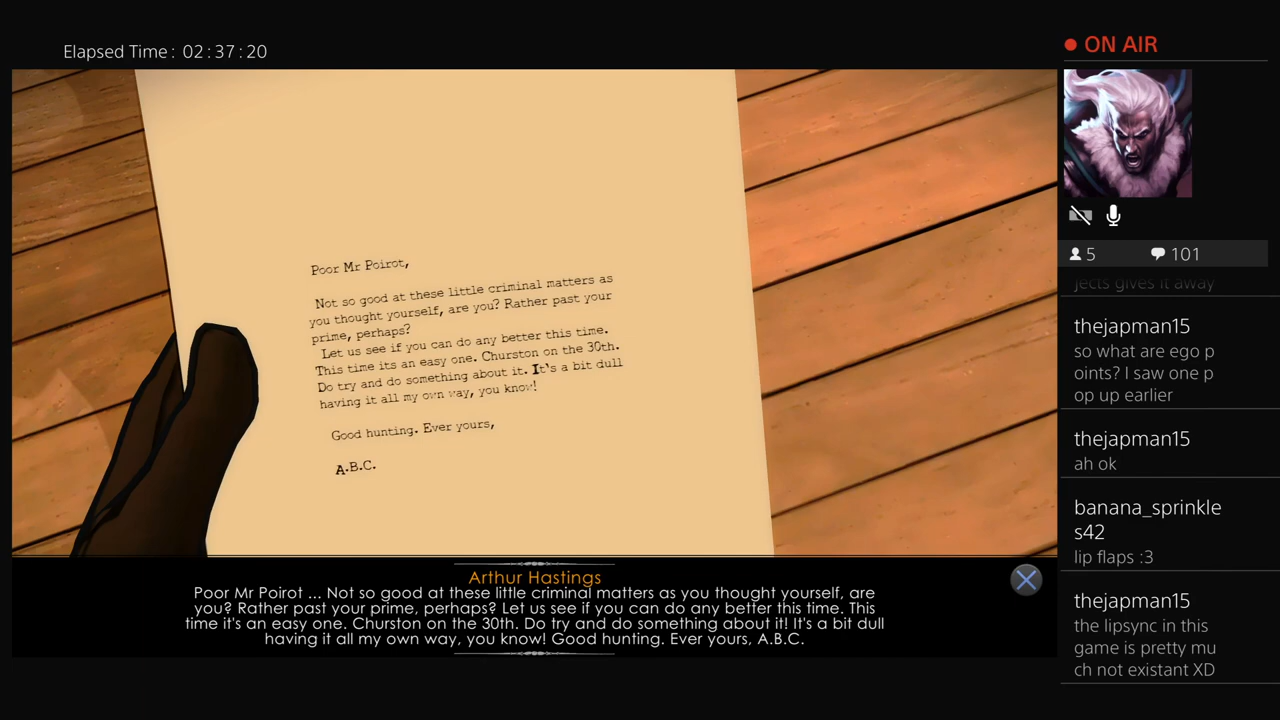 Elapsed Time: 02:37:20
ON AIR
Poor Mr Poirot,
Not so good at these little criminal matters as
you thought yourself, are you? Rather past your
prime, perhaps?
Let us see if you can do any better this time.
This time its an easy one. Churston on the 30th.
Do try and do something about it. It's a bit dull
having it all my own way, you know!
Good hunting. Ever yours,
A.B.C.
Arthur Hastings
Poor Mr Poirot ... Not so good at these little criminal matters as you thought yourself, are
you? Rather past your prime, perhaps? Let us see if you can do any better this time. This
time it's an easy one. Churston on the 30th. Do try and do something about it! It's a bit dull
having it all my own way, you know! Good hunting. Ever yours, A.B.C.
5
101
jects gives it away
thejapman15
so what are ego p
oints? I saw one p
op up earlier
thejapman15
ah ok
banana_sprinkle
s42
lip flaps :3
thejapman15
the lipsync in this
game is pretty mu
ch not existant XD